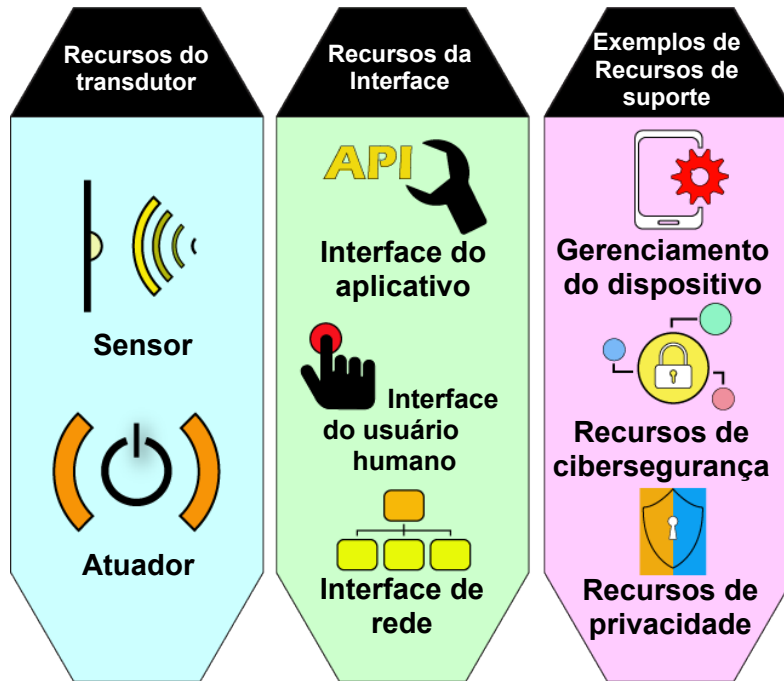 Recursos do
transdutor
Sensor
Atuador
Recursos da
Interface
API
Interface do
aplicativo
Interface
do usuário
humano
Interface de
rede
Exemplos de
Recursos de
suporte
Gerenciamento
do dispositivo
Recursos de
cibersegurança
Recursos de
privacidade